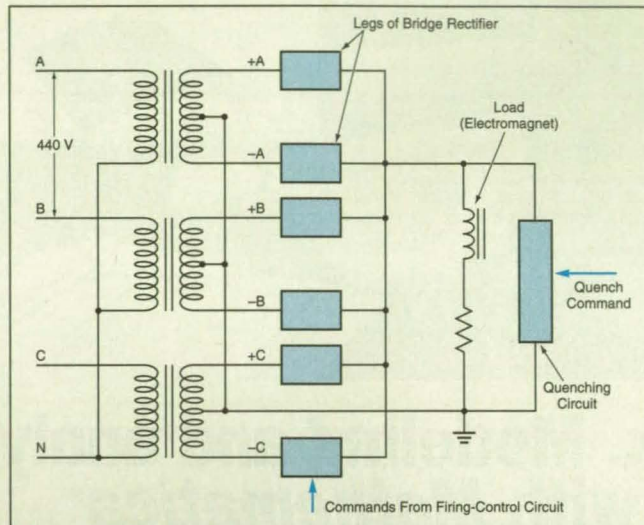 Legs of Bridge Rectifier
A
+A
Load
(Electromagnet)
440 V
–A
B
+B
Quench
Command
–B
C
+C
Quenching
Circuit
N
–C
Commands From Firing-Control Circuit